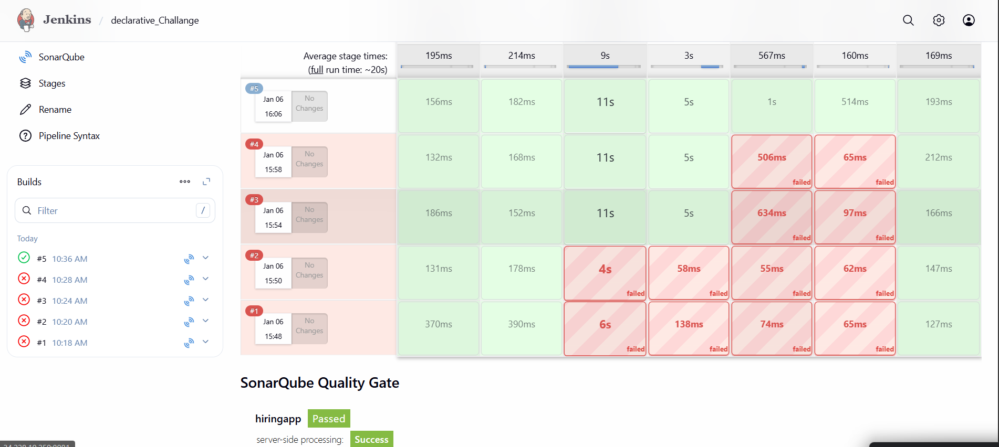 Jenkins / declarative_Challange
SonarQube
Stages
Rename
Pipeline Syntax
Builds
Filter /
Today
#5 10:36 AM
#4 10:28 AM
#3 10:24 AM
#2 10:20 AM
#1 10:18 AM
Average stage times:
(full run time: ~20s)
195ms 214ms 9s 3s 567ms 160ms 169ms
#5
Jan 06
16:06
No
Changes
156ms 182ms 11s 5s 1s 514ms 193ms
#4
Jan 06
15:58
No
Changes
132ms 168ms 11s 5s 506ms 65ms 212ms
failed failed
#3
Jan 06
15:54
No
Changes
186ms 152ms 11s 5s 634ms 97ms 166ms
failed failed
#2
Jan 06
15:50
No
Changes
131ms 178ms 4s 58ms 55ms 62ms 147ms
failed failed failed failed
#1
Jan 06
15:48
No
Changes
370ms 390ms 6s 138ms 74ms 65ms 127ms
failed failed failed failed
SonarQube Quality Gate
hiringapp Passed
server-side processing: Success